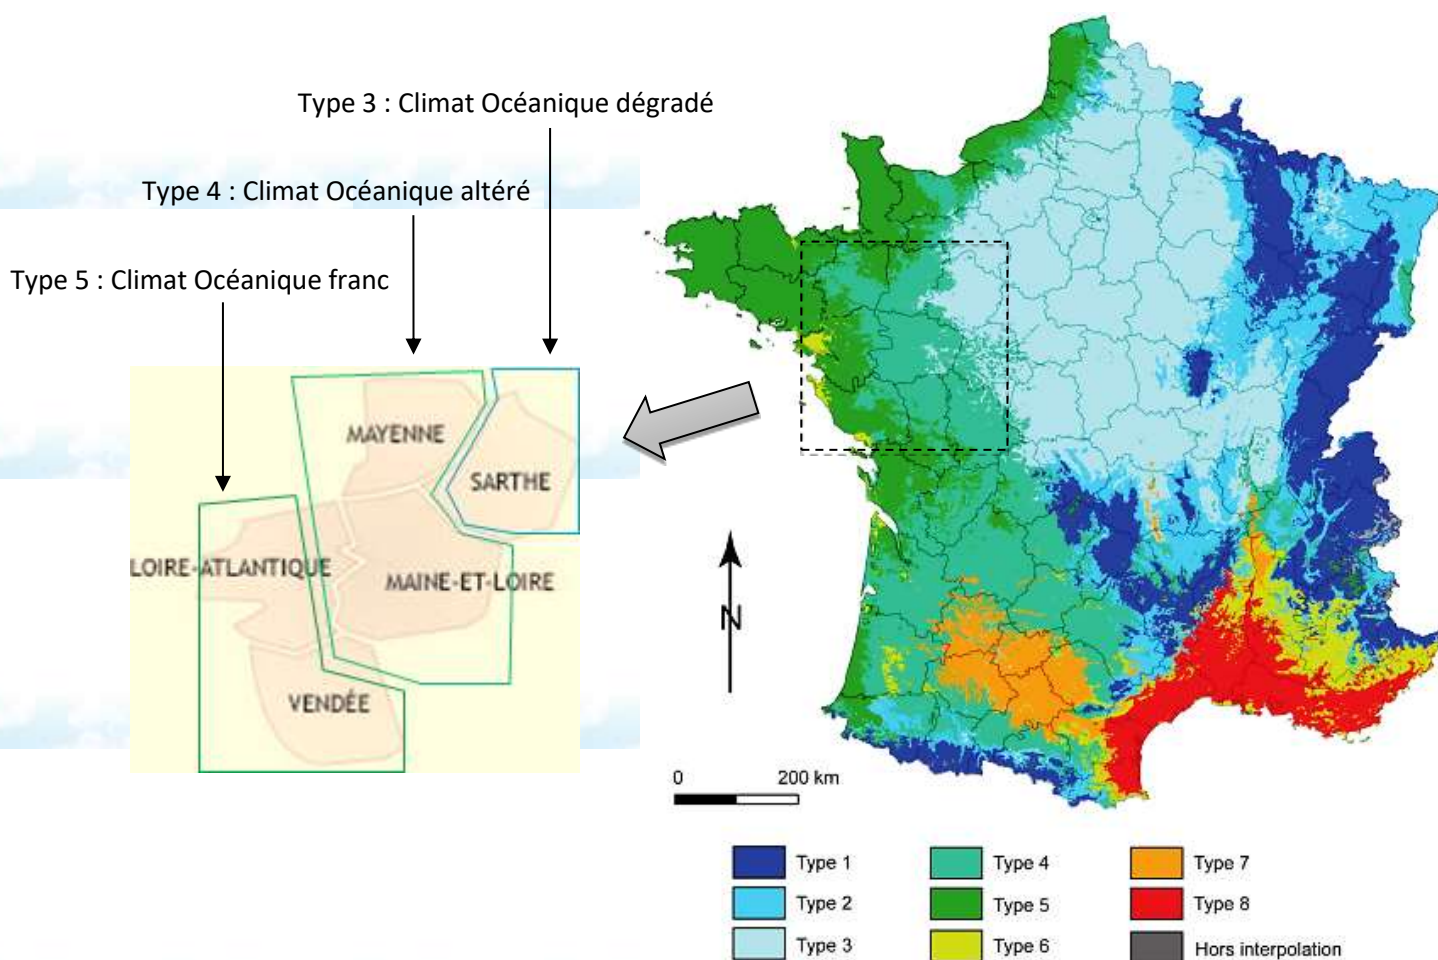 Type 3 : Climat Océanique dégradé
Type 4 : Climat Océanique altéré
Type 5 : Climat Océanique franc
MAYENNE
SARTHE
LOIRE-ATLANTIQUE
MAINE-ET-LOIRE
VENDÉE
N
0 200 km
Type 1
Type 2
Type 3
Type 4
Type 5
Type 6
Type 7
Type 8
Hors interpolation